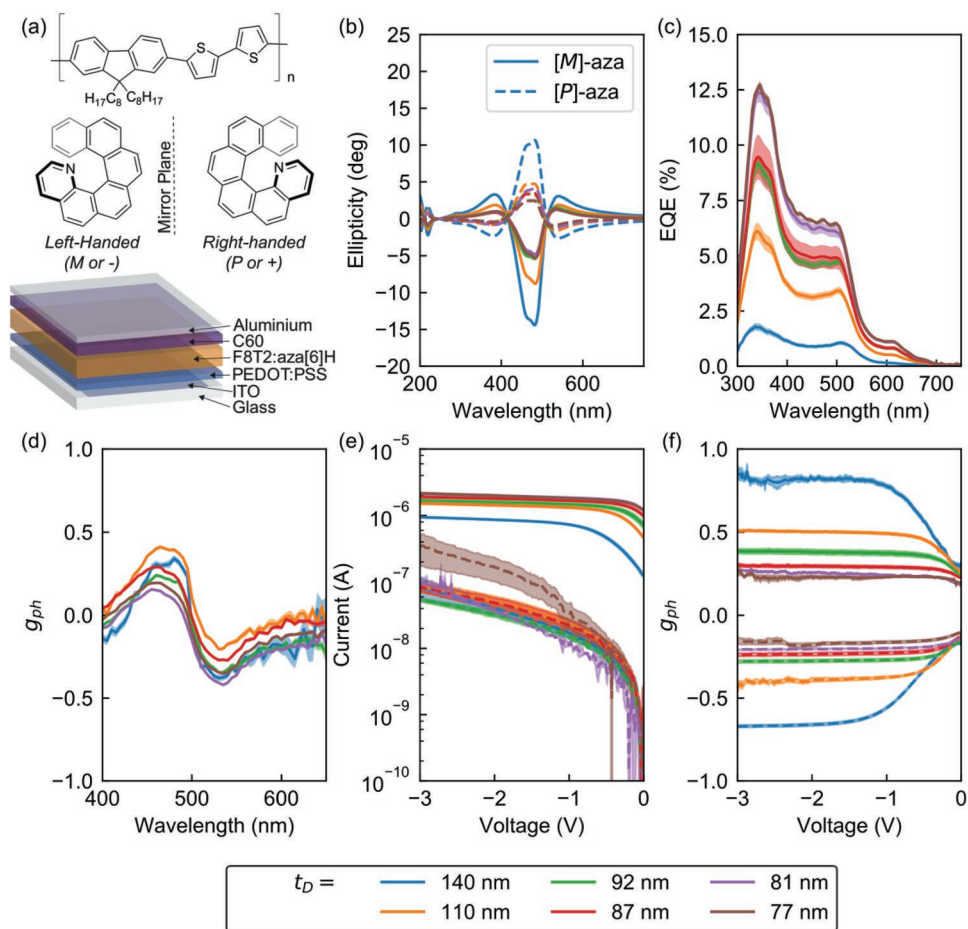 (a)
n
S
S
H17C8 C8H17
N
N
Mirror Plane
Left-Handed
(M or -)
Right-handed
(P or +)
Aluminium
C60
F8T2:aza[6]H
PEDOT:PSS
ITO
Glass
(b)
[M]-aza
[P]-aza
Ellipticity (deg)
20
15
10
5
0
−5
−10
−15
−20
200
400
600
Wavelength (nm)
(c)
EQE (%)
15.0
12.5
10.0
7.5
5.0
2.5
0.0
300
400
500
600
700
Wavelength (nm)
(d)
gph
1.0
0.5
0.0
−0.5
−1.0
400
500
600
Wavelength (nm)
(e)
Current (A)
10−5
10−6
10−7
10−8
10−9
10−10
−3
−2
−1
0
Voltage (V)
(f)
gph
1.0
0.5
0.0
0.5
1.0
−3
−2
−1
0
Voltage (V)
tD =
140 nm
92 nm
81 nm
110 nm
87 nm
77 nm